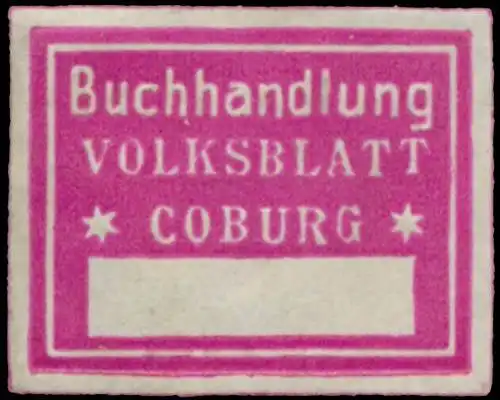 Buchhandlung
VOLKSBLATT
* COBURG *